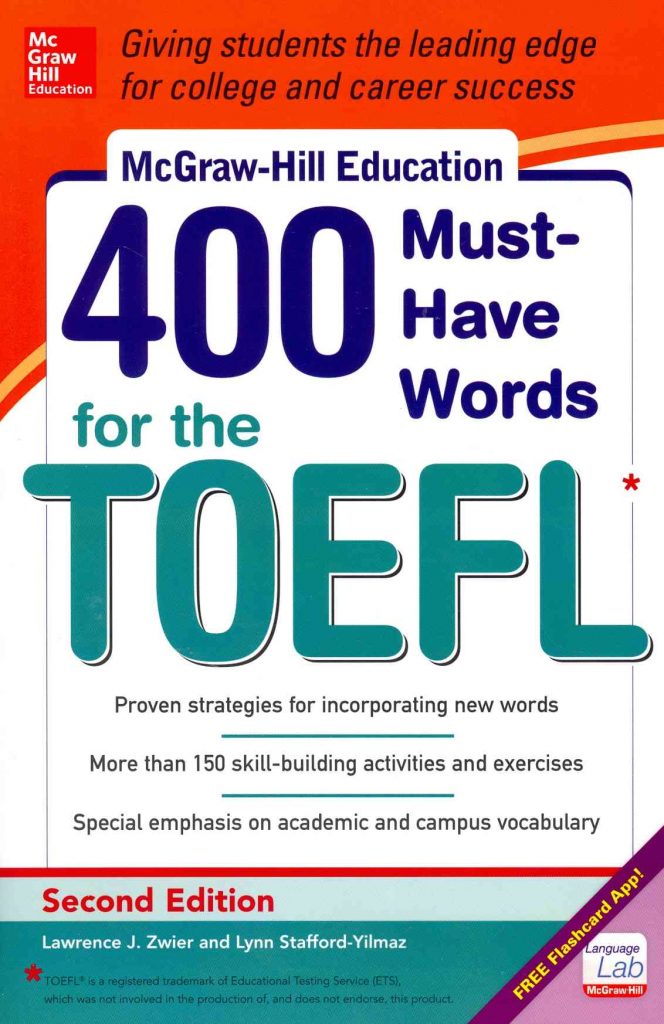 Mc
Graw
Hill
Education
Giving students the leading edge
for college and career success
McGraw-Hill Education
400 Must-
Have
Words
for the
TOEFL*
Proven strategies for incorporating new words
More than 150 skill-building activities and exercises
Special emphasis on academic and campus vocabulary
Second Edition
Lawrence J. Zwier and Lynn Stafford-Yilmaz
*TOEFL® is a registered trademark of Educational Testing Service (ETS),
which was not involved in the production of, and does not endorse, this product.
FREE Flashcard App!
Language
Lab
McGraw-Hill